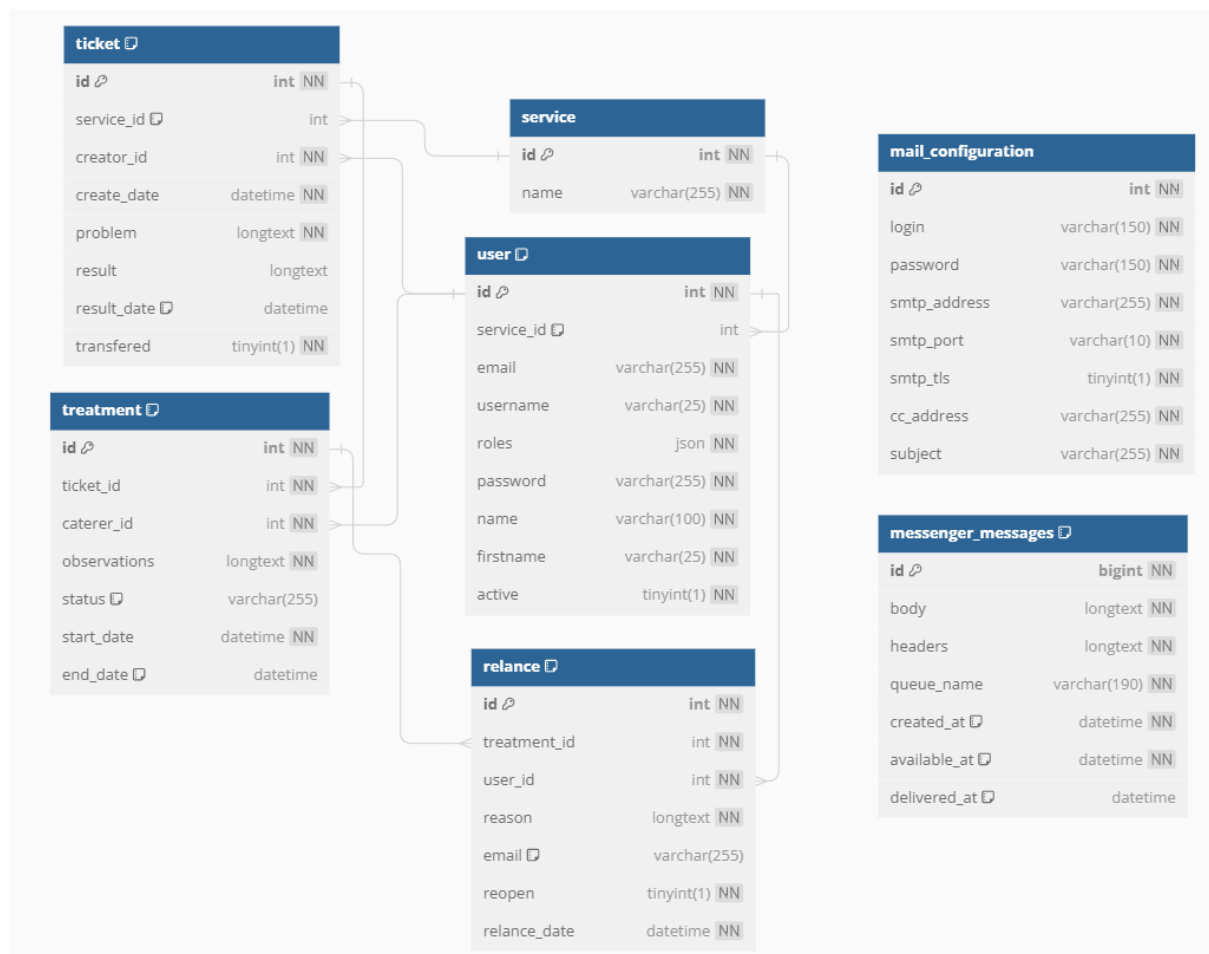 ticket
id int NN
service_id int
creator_id int NN
create_date datetime NN
problem longtext NN
result longtext
result_date datetime
transfered tinyint(1) NN
treatment
id int NN
ticket_id int NN
caterer_id int NN
observations longtext NN
status varchar(255)
start_date datetime NN
end_date datetime
service
id int NN
name varchar(255) NN
user
id int NN
service_id int
email varchar(255) NN
username varchar(25) NN
roles json NN
password varchar(255) NN
name varchar(100) NN
firstname varchar(25) NN
active tinyint(1) NN
relance
id int NN
treatment_id int NN
user_id int NN
reason longtext NN
email varchar(255)
reopen tinyint(1) NN
relance_date datetime NN
mail_configuration
id int NN
login varchar(150) NN
password varchar(150) NN
smtp_address varchar(255) NN
smtp_port varchar(10) NN
smtp_tls tinyint(1) NN
cc_address varchar(255) NN
subject varchar(255) NN
messenger_messages
id bigint NN
body longtext NN
headers longtext NN
queue_name varchar(190) NN
created_at datetime NN
available_at datetime NN
delivered_at datetime